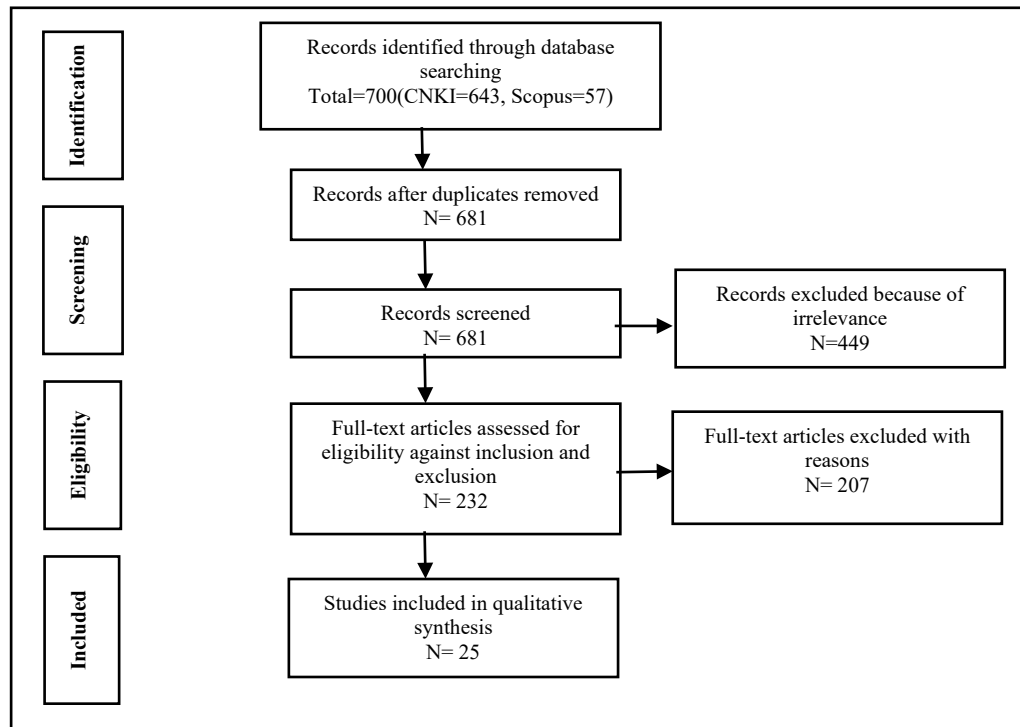 Identification
Records identified through database
searching
Total=700(CNKI=643, Scopus=57)
Records after duplicates removed
N= 681
Screening
Records screened
N= 681
Records excluded because of
irrelevance
N=449
Eligibility
Full-text articles assessed for
eligibility against inclusion and
exclusion
N= 232
Full-text articles excluded with
reasons
N= 207
Included
Studies included in qualitative
synthesis
N= 25